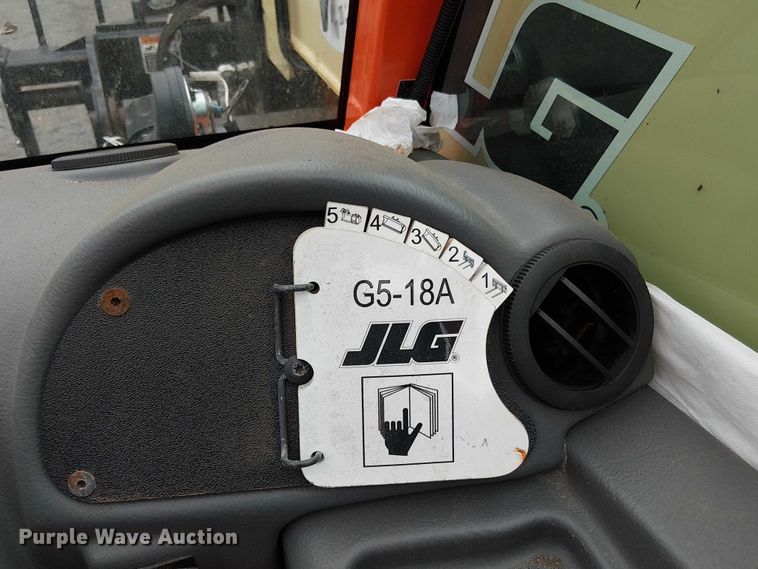 5 4 3 2 1
G5-18A
JLG®
Purple Wave Auction